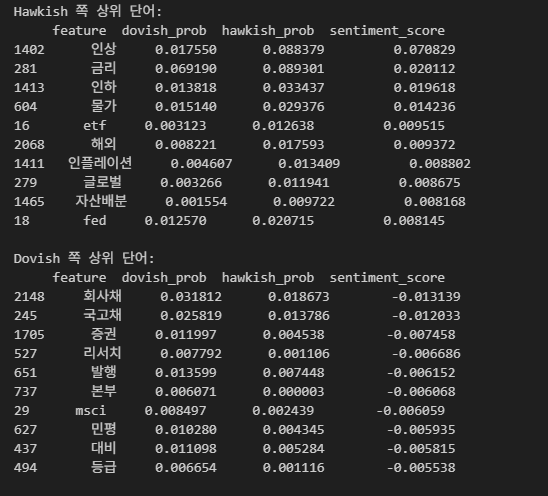 Hawkish 쪽 상위 단어:
feature dovish_prob hawkish_prob sentiment_score
1402 인상 0.017550 0.088379 0.070829
281 금리 0.069190 0.089301 0.020112
1413 인하 0.013818 0.033437 0.019618
604 물가 0.015140 0.029376 0.014236
16 etf 0.003123 0.012638 0.009515
2068 해외 0.008221 0.017593 0.009372
1411 인플레이션 0.004607 0.013409 0.008802
279 글로벌 0.003266 0.011941 0.008675
1465 자산배분 0.001554 0.009722 0.008168
18 fed 0.012570 0.020715 0.008145
Dovish 쪽 상위 단어:
feature dovish_prob hawkish_prob sentiment_score
2148 회사채 0.031812 0.018673 -0.013139
245 국고채 0.025819 0.013786 -0.012033
1705 증권 0.011997 0.004538 -0.007458
527 리서치 0.007792 0.001106 -0.006686
651 발행 0.013599 0.007448 -0.006152
737 본부 0.006071 0.000003 -0.006068
29 msci 0.008497 0.002439 -0.006059
627 민평 0.010280 0.004345 -0.005935
437 대비 0.011098 0.005284 -0.005815
494 등급 0.006654 0.001116 -0.005538